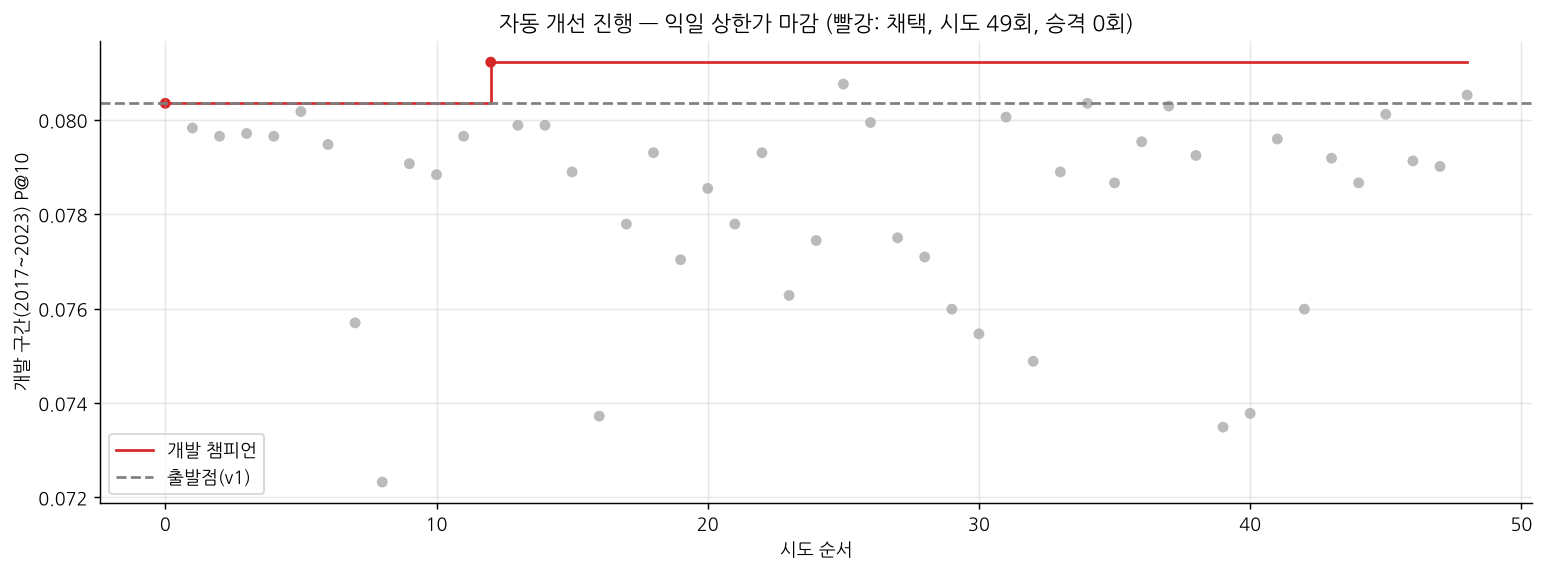 자동 개선 진행 — 익일 상한가 마감 (빨강: 채택, 시도 49회, 승격 0회)
개발 구간(2017~2023) P@10
0.080
0.078
0.076
0.074
0.072
개발 챔피언
출발점(v1)
0
10
20
30
40
50
시도 순서